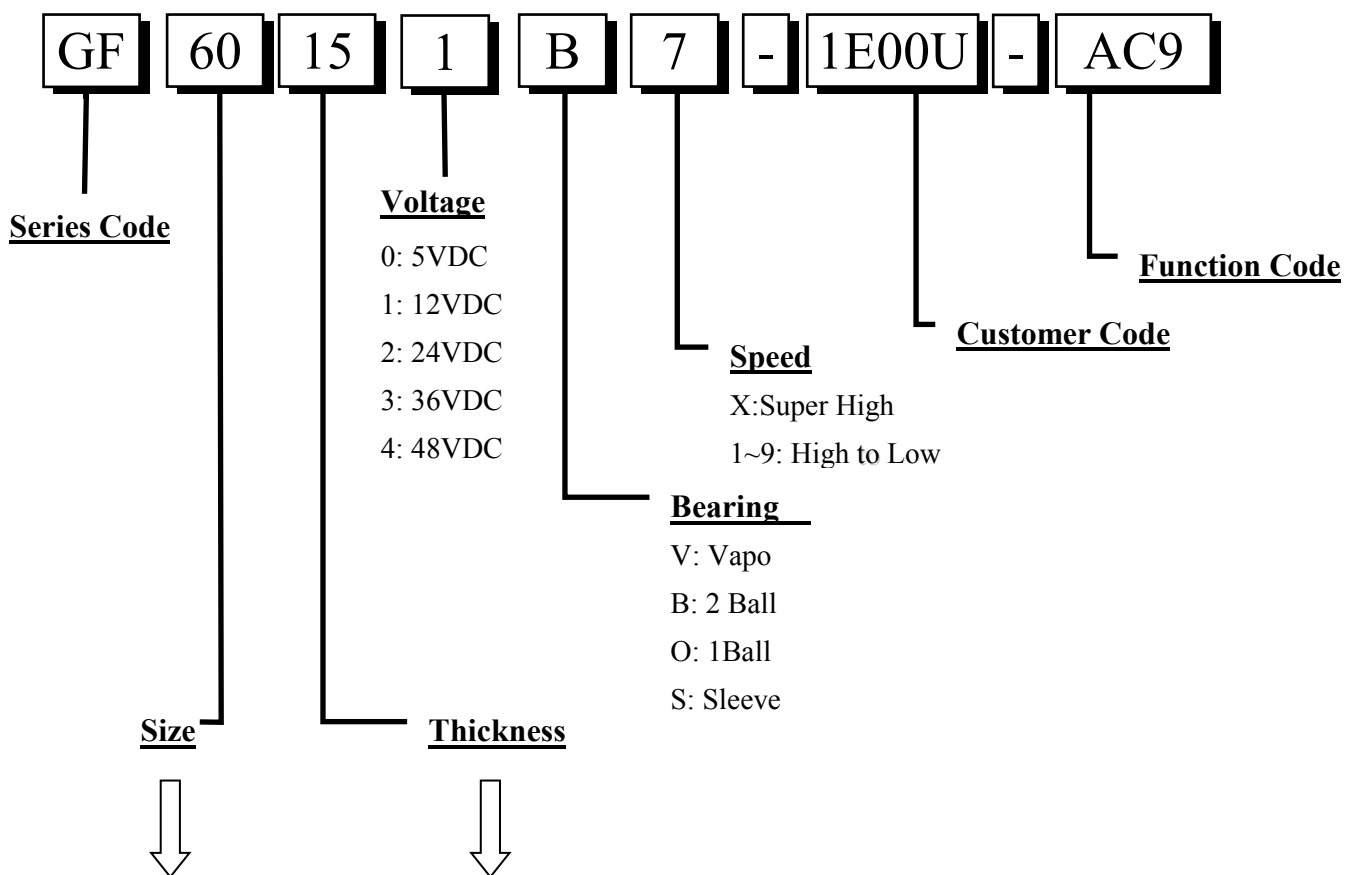 GF 60 15 1 B 7 - 1E00U - AC9
Series Code
Voltage
0: 5VDC
1: 12VDC
2: 24VDC
3: 36VDC
4: 48VDC
Function Code
Customer Code
Speed
X:Super High
1~9: High to Low
Bearing
V: Vapo
B: 2 Ball
O: 1Ball
S: Sleeve
Size
Thickness